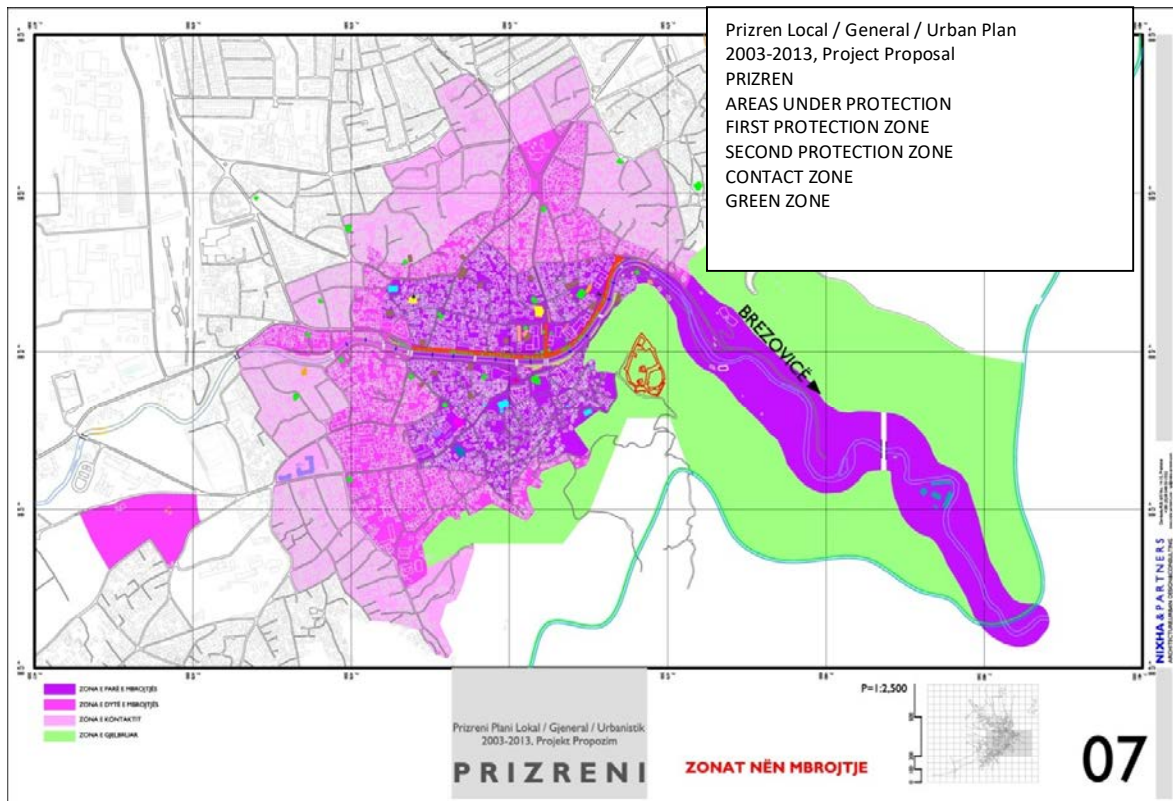 Prizren Local / General / Urban Plan
2003-2013, Project Proposal
PRIZREN
AREAS UNDER PROTECTION
FIRST PROTECTION ZONE
SECOND PROTECTION ZONE
CONTACT ZONE
GREEN ZONE
BREZOVICË
NIXHA & PARTNERS
ZONA E PARË E MBROJTJËS
ZONA E DYTË E MBROJTJËS
ZONA E KONTAKTIT
ZONA E GJELBRUAR
Prizreni Plani Lokal / Gjeneral / Urbanistik
2003-2013, Projekt Propozim
PRIZRENI
ZONAT NËN MBROJTJE
P=1:2,500
07